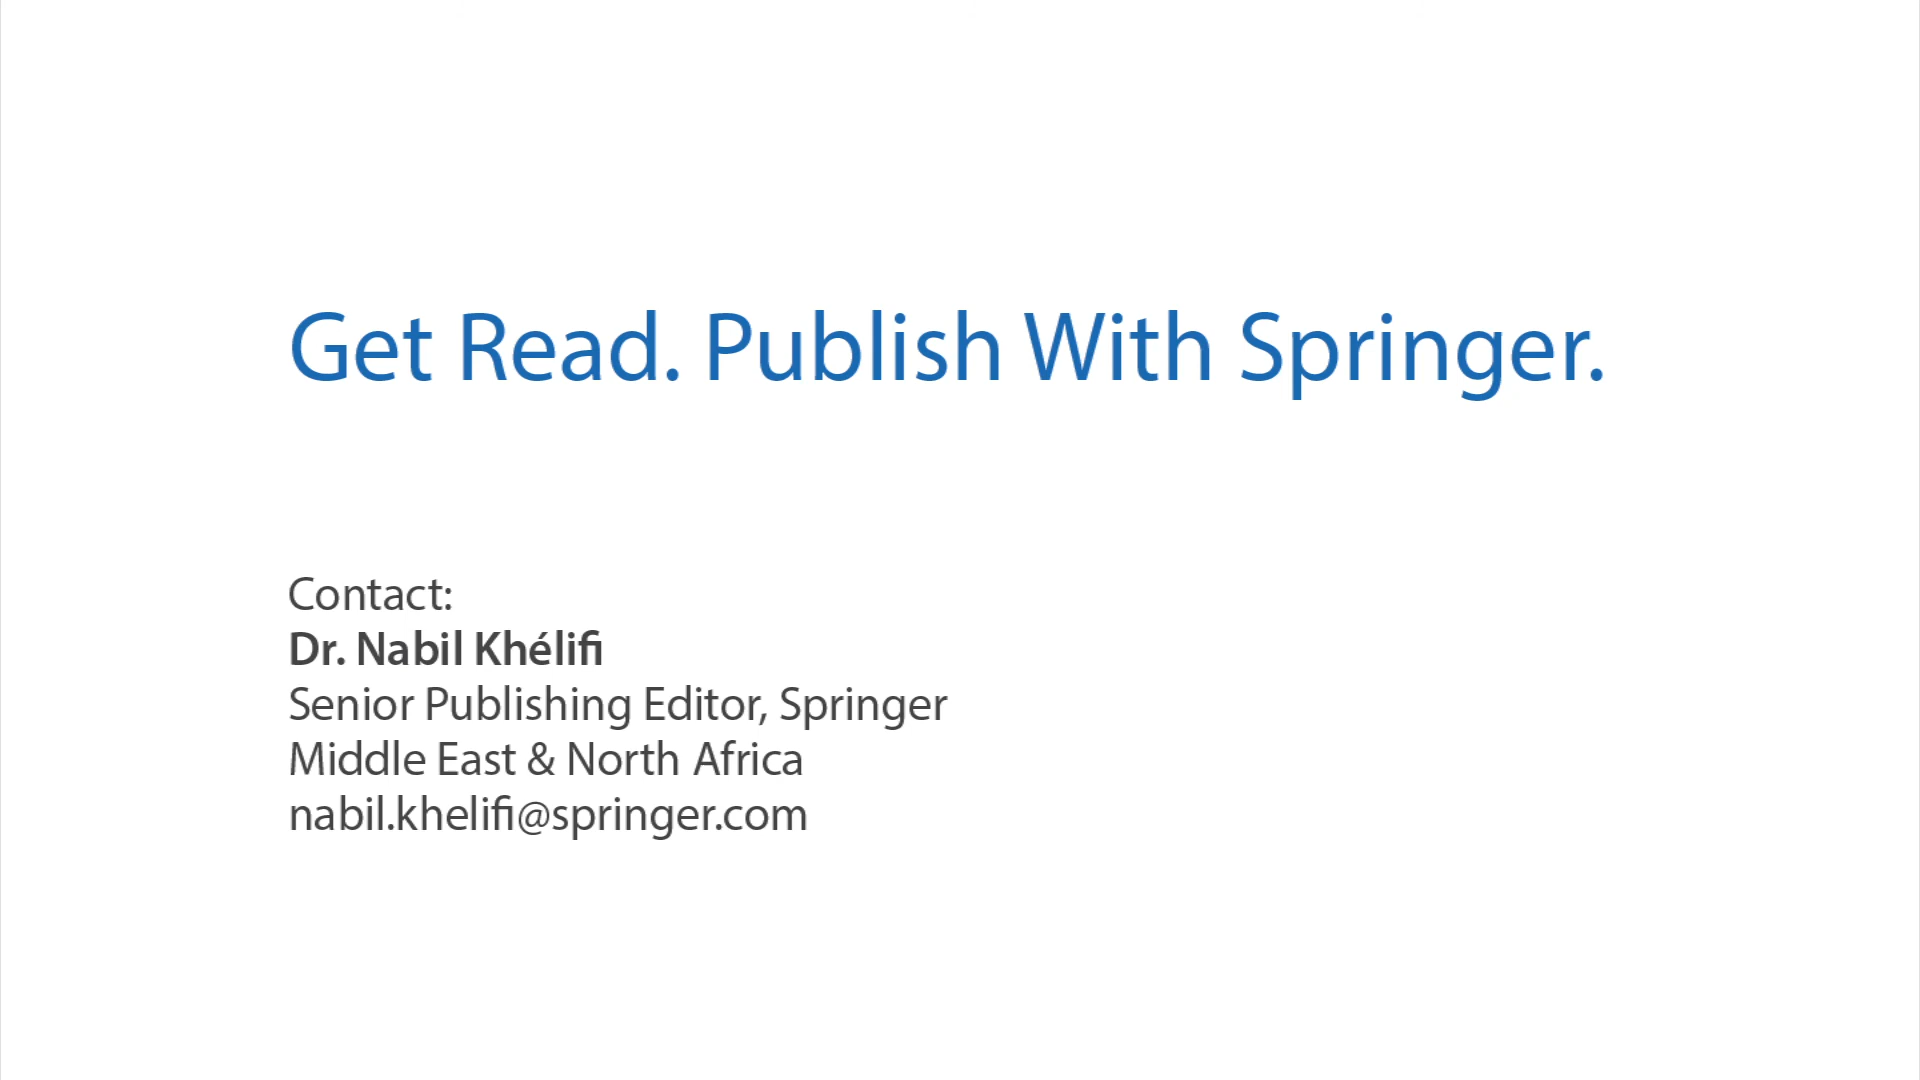 Get Read. Publish With Springer.
Contact:
Dr. Nabil Khélifi
Senior Publishing Editor, Springer
Middle East & North Africa
nabil.khelifi@springer.com